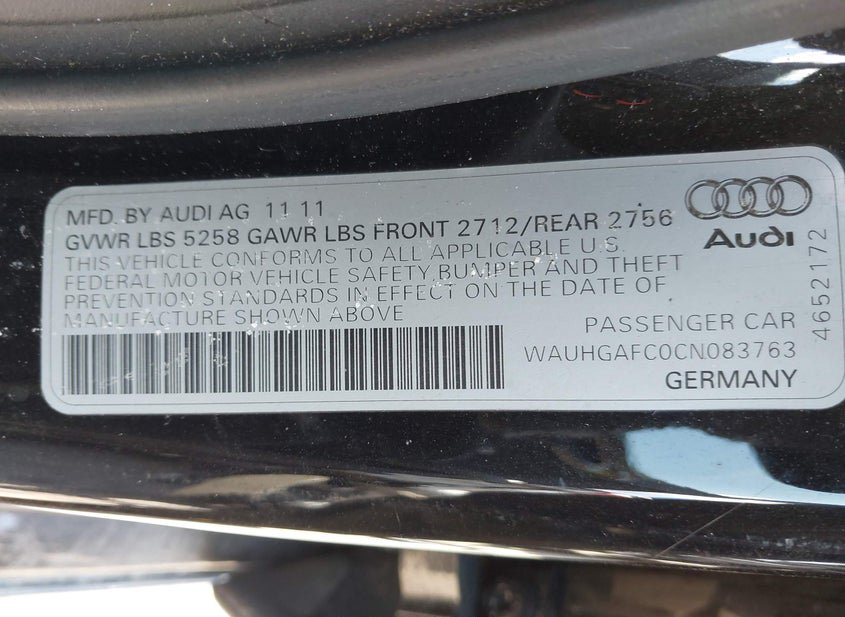 MFD. BY AUDI AG 11 11
GVWR LBS 5258 GAWR LBS FRONT 2712/REAR 2756
THIS VEHICLE CONFORMS TO ALL APPLICABLE U.S.
FEDERAL MOTOR VEHICLE SAFETY, BUMPER AND THEFT
PREVENTION STANDARDS IN EFFECT ON THE DATE OF
MANUFACTURE SHOWN ABOVE
Audi
4652172
PASSENGER CAR
WAUHGAFC0CN083763
GERMANY